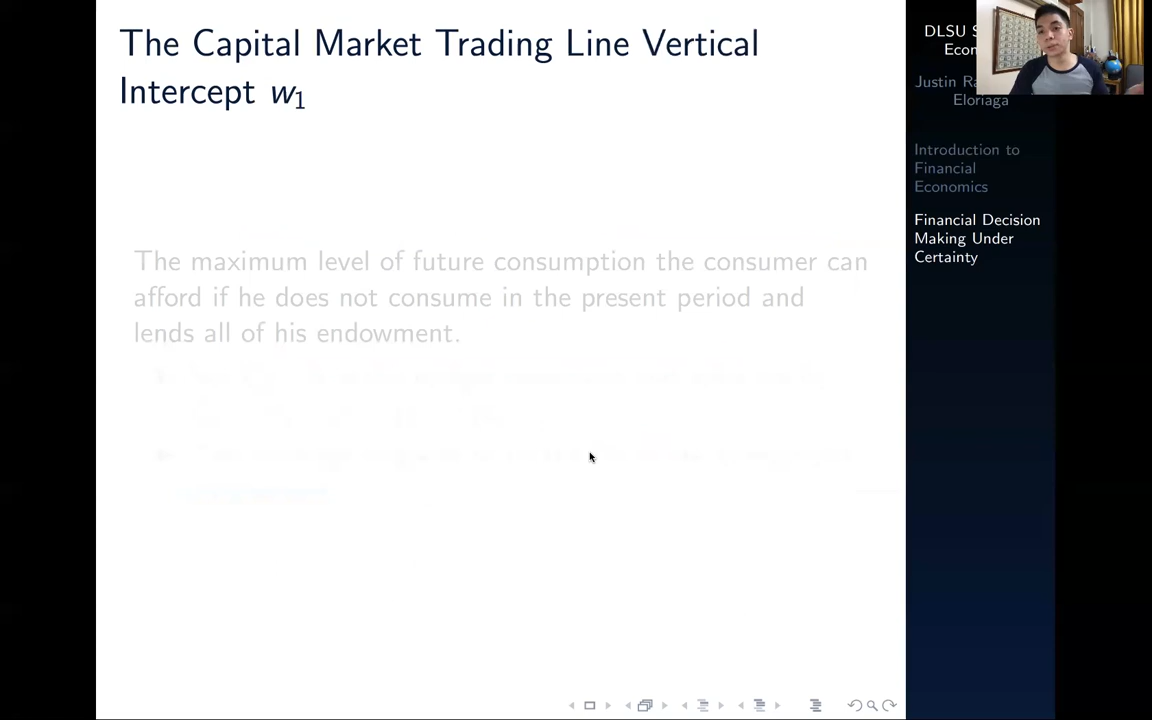 The Capital Market Trading Line Vertical
Intercept w1
The maximum level of future consumption the consumer can
afford if he does not consume in the present period and
lends all of his endowment.
DLSU S
Econ
Justin Ra
Eloriaga
Introduction to
Financial
Economics
Financial Decision
Making Under
Certainty